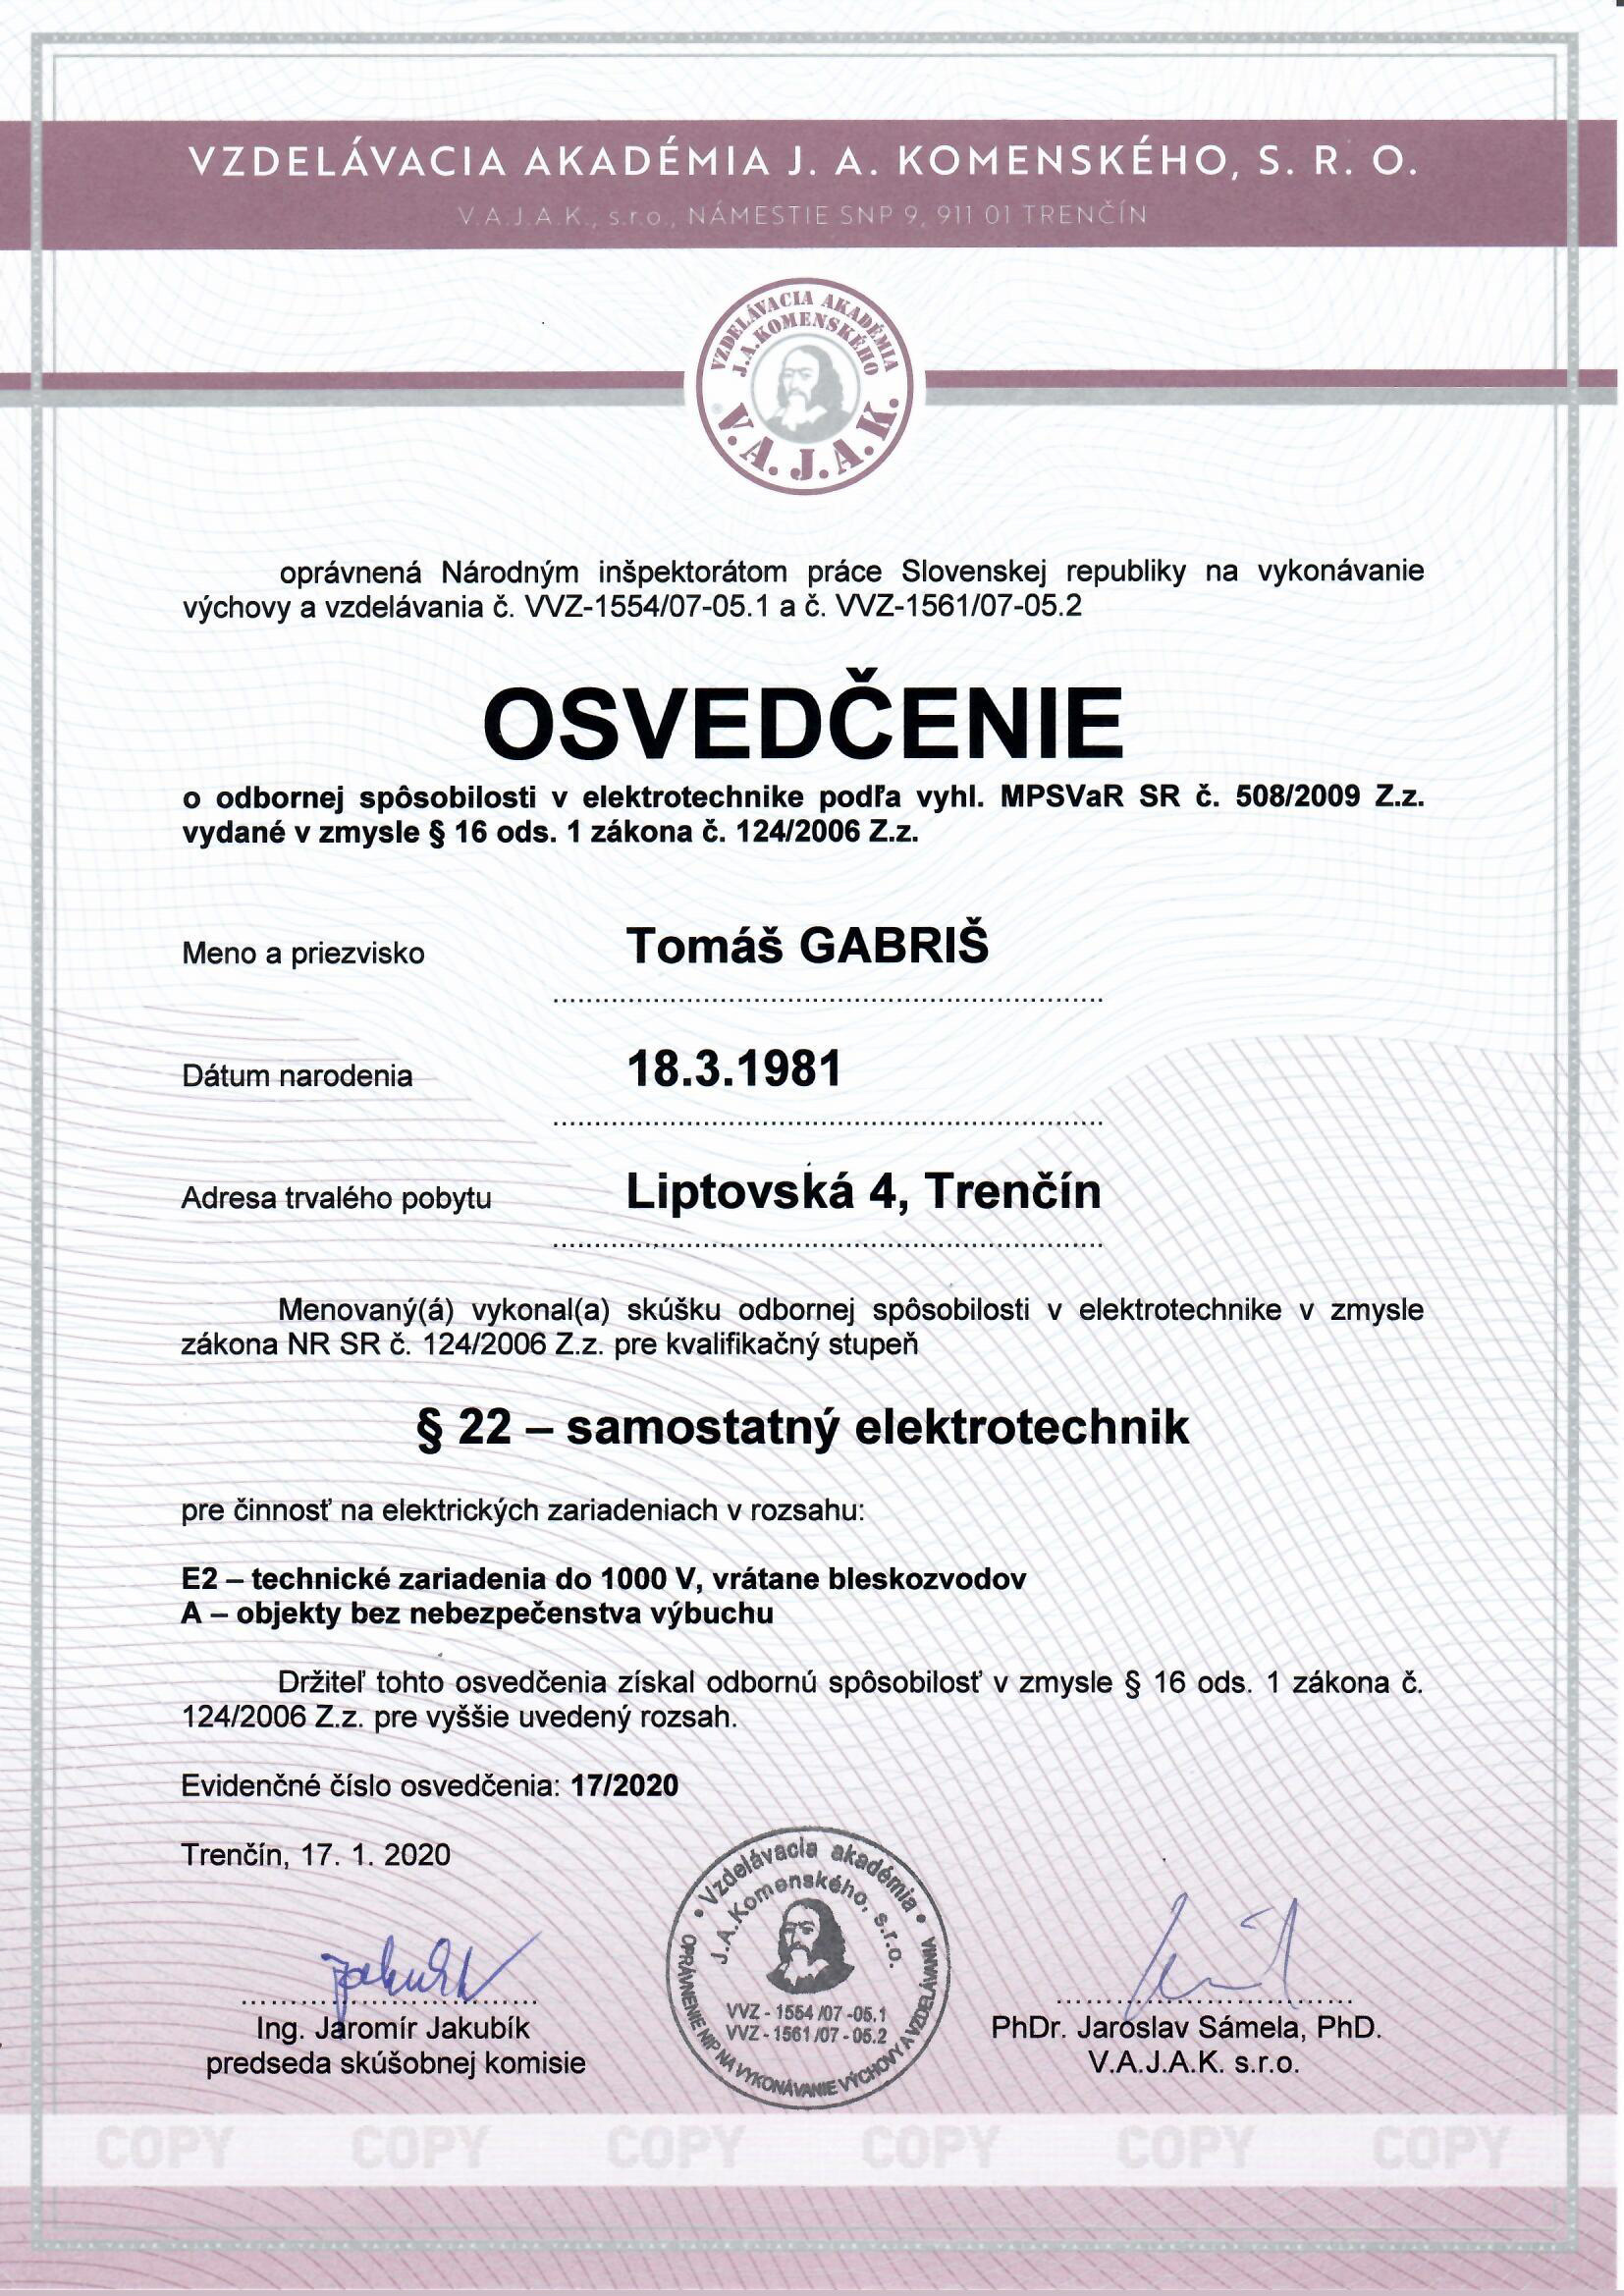 VZDELÁVACIA AKADÉMIA J. A. KOMENSKÉHO, S. R. O.
V.A.J.A.K., s.r.o., NÁMESTIE SNP 9, 911 01 TRENČÍN
VZDELÁVACIA AKADÉMIA
J.A.KOMENSKÉHO
V.A.J.A.K.
oprávnená Národným inšpektorátom práce Slovenskej republiky na vykonávanie
výchovy a vzdelávania č. VVZ-1554/07-05.1 a č. VVZ-1561/07-05.2
OSVEDČENIE
o odbornej spôsobilosti v elektrotechnike podľa vyhl. MPSVaR SR č. 508/2009 Z.z.
vydané v zmysle § 16 ods. 1 zákona č. 124/2006 Z.z.
Meno a priezvisko Tomáš GABRIŠ
Dátum narodenia 18.3.1981
Adresa trvalého pobytu Liptovská 4, Trenčín
Menovaný(á) vykonal(a) skúšku odbornej spôsobilosti v elektrotechnike v zmysle
zákona NR SR č. 124/2006 Z.z. pre kvalifikačný stupeň
§ 22 – samostatný elektrotechnik
pre činnosť na elektrických zariadeniach v rozsahu:
E2 – technické zariadenia do 1000 V, vrátane bleskozvodov
A – objekty bez nebezpečenstva výbuchu
Držiteľ tohto osvedčenia získal odbornú spôsobilosť v zmysle § 16 ods. 1 zákona č.
124/2006 Z.z. pre vyššie uvedený rozsah.
Evidenčné číslo osvedčenia: 17/2020
Trenčín, 17. 1. 2020
Vzdelávacia akadémia
J.A.Komenského, s.r.o.
VVZ - 1554 /07 -05.1
VVZ - 1561 /07 - 05.2
OPRÁVNENIE NIP NA VYKONÁVANIE VÝCHOVY A VZDELÁVANIA
Ing. Jaromír Jakubík
predseda skúšobnej komisie
PhDr. Jaroslav Sámela, PhD.
V.A.J.A.K. s.r.o.
COPY COPY COPY COPY COPY COPY